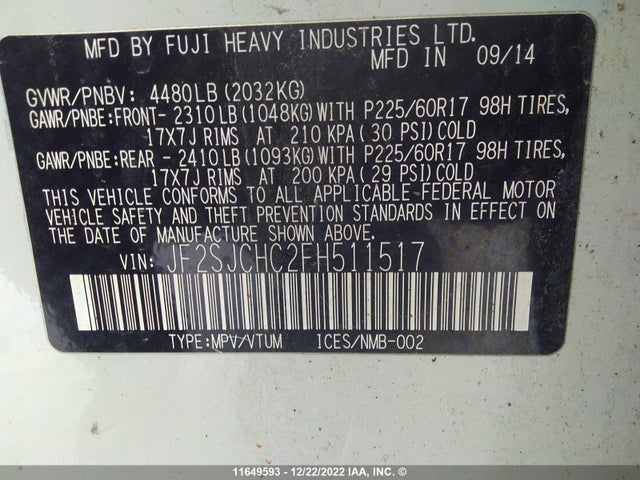 MFD BY FUJI HEAVY INDUSTRIES LTD.
MFD IN 09/14
GVWR/PNBV: 4480LB (2032KG)
GAWR/PNBE:FRONT- 2310LB (1048KG) WITH P225/60R17 98H TIRES,
17X7J RIMS AT 210 KPA (30 PSI) COLD
GAWR/PNBE:REAR - 2410LB (1093KG) WITH P225/60R17 98H TIRES,
17X7J RIMS AT 200 KPA (29 PSI) COLD
THIS VEHICLE CONFORMS TO ALL APPLICABLE FEDERAL MOTOR
VEHICLE SAFETY AND THEFT PREVENTION STANDARDS IN EFFECT ON
THE DATE OF MANUFACTURE SHOWN ABOVE.
VIN: JF2SJCHC2FH511517
TYPE:MPV/VTUM ICES/NMB-002
11649593 - 12/22/2022 IAA, INC. ©